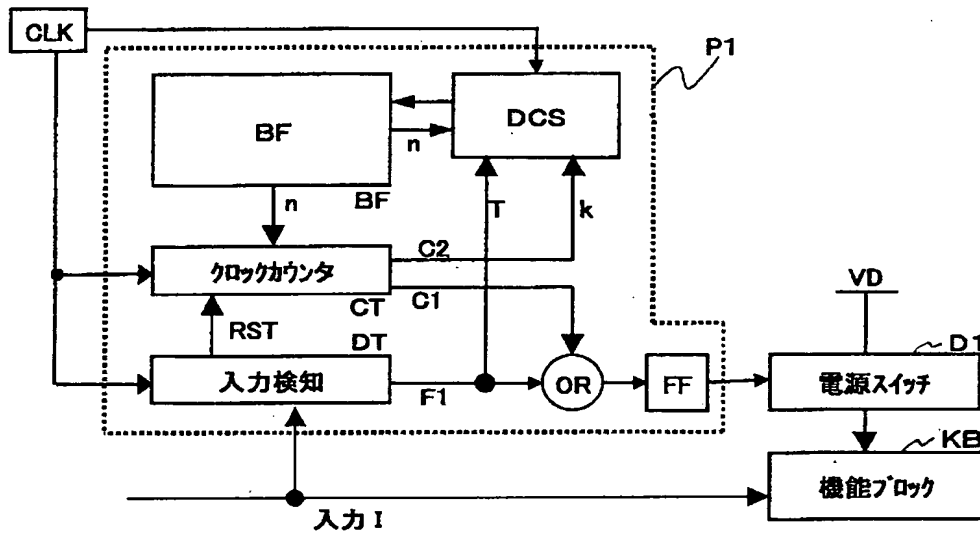 CLK
P1
BF
DCS
n
n
BF
T
k
C2
クロックカウンタ
CT
C1
VD
RST
DT
D1
入力検知
F1
OR
FF
電源スイッチ
KB
機能ブロック
入力 I